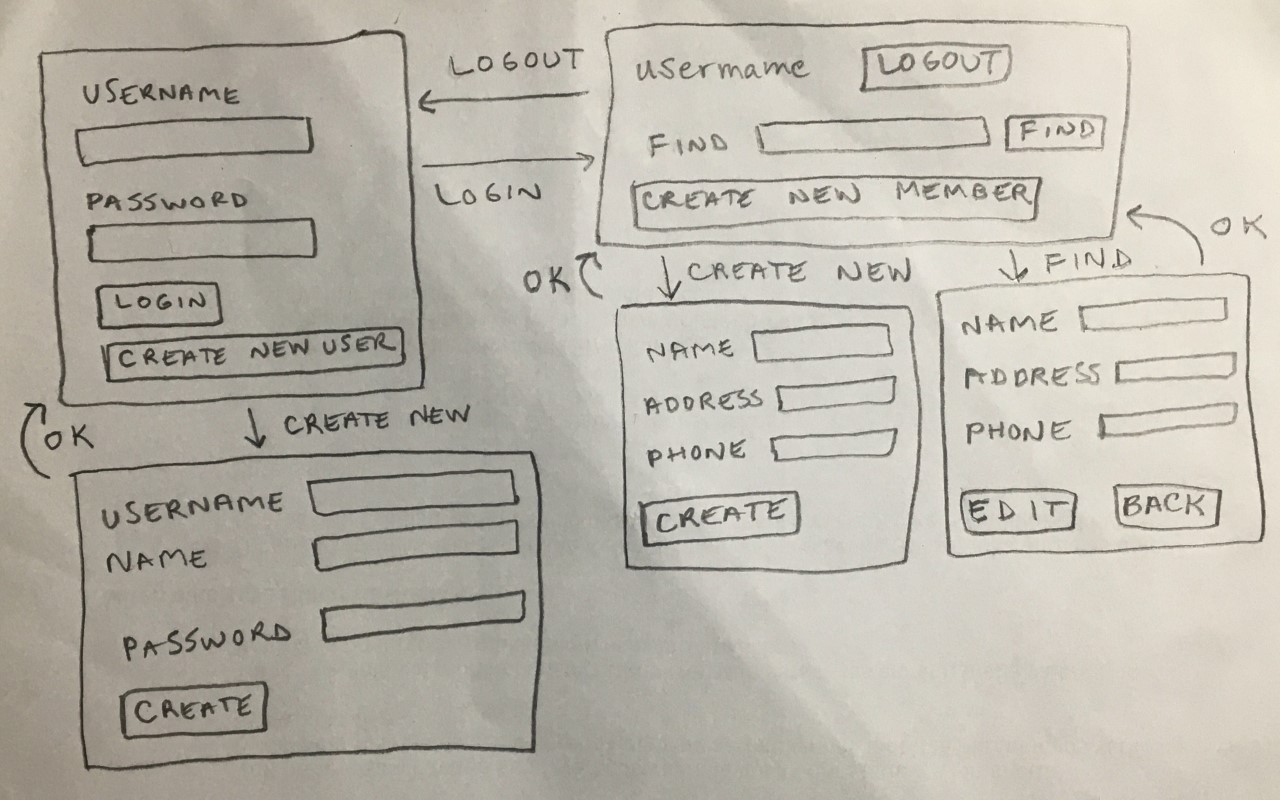 USERNAME
PASSWORD
LOGIN
CREATE NEW USER
LOGOUT
LOGIN
username LOGOUT
FIND FIND
CREATE NEW MEMBER
OK
CREATE NEW
USERNAME
NAME
PASSWORD
CREATE
OK
CREATE NEW
NAME
ADDRESS
PHONE
CREATE
FIND
OK
NAME
ADDRESS
PHONE
EDIT BACK